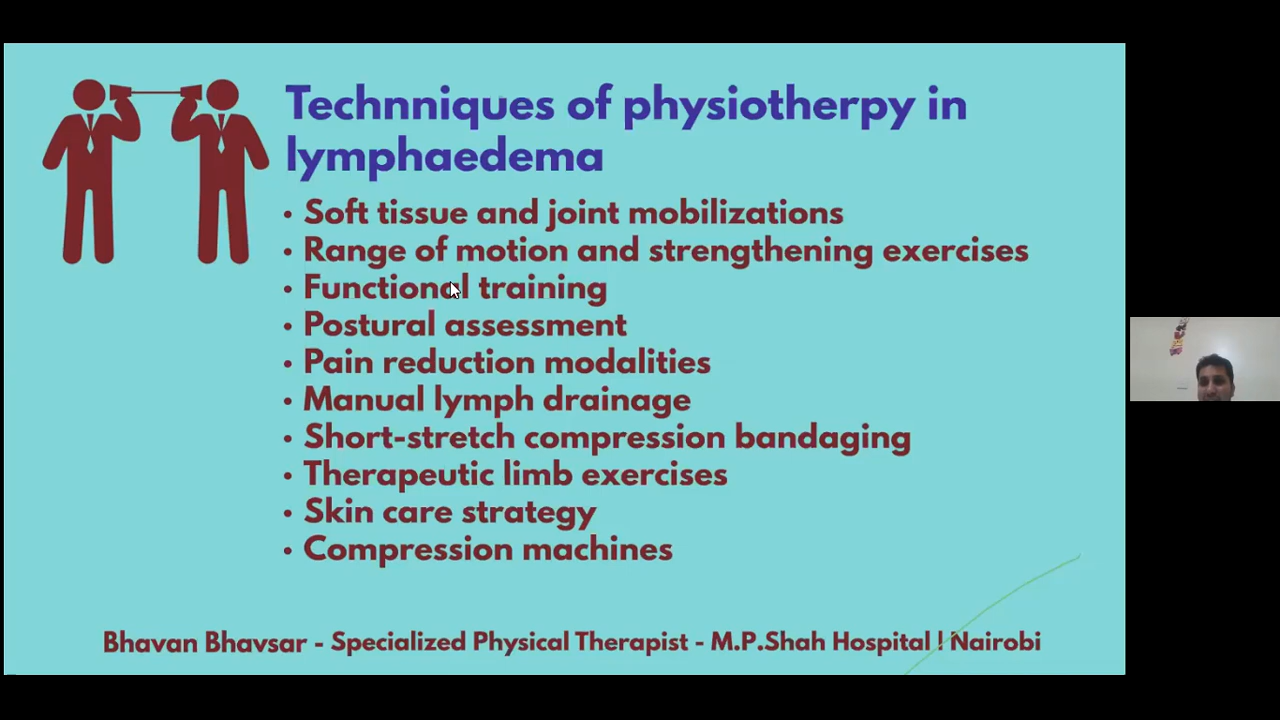 Technniques of physiotherpy in
lymphaedema
• Soft tissue and joint mobilizations
• Range of motion and strengthening exercises
• Functional training
• Postural assessment
• Pain reduction modalities
• Manual lymph drainage
• Short-stretch compression bandaging
• Therapeutic limb exercises
• Skin care strategy
• Compression machines
Bhavan Bhavsar - Specialized Physical Therapist - M.P.Shah Hospital | Nairobi